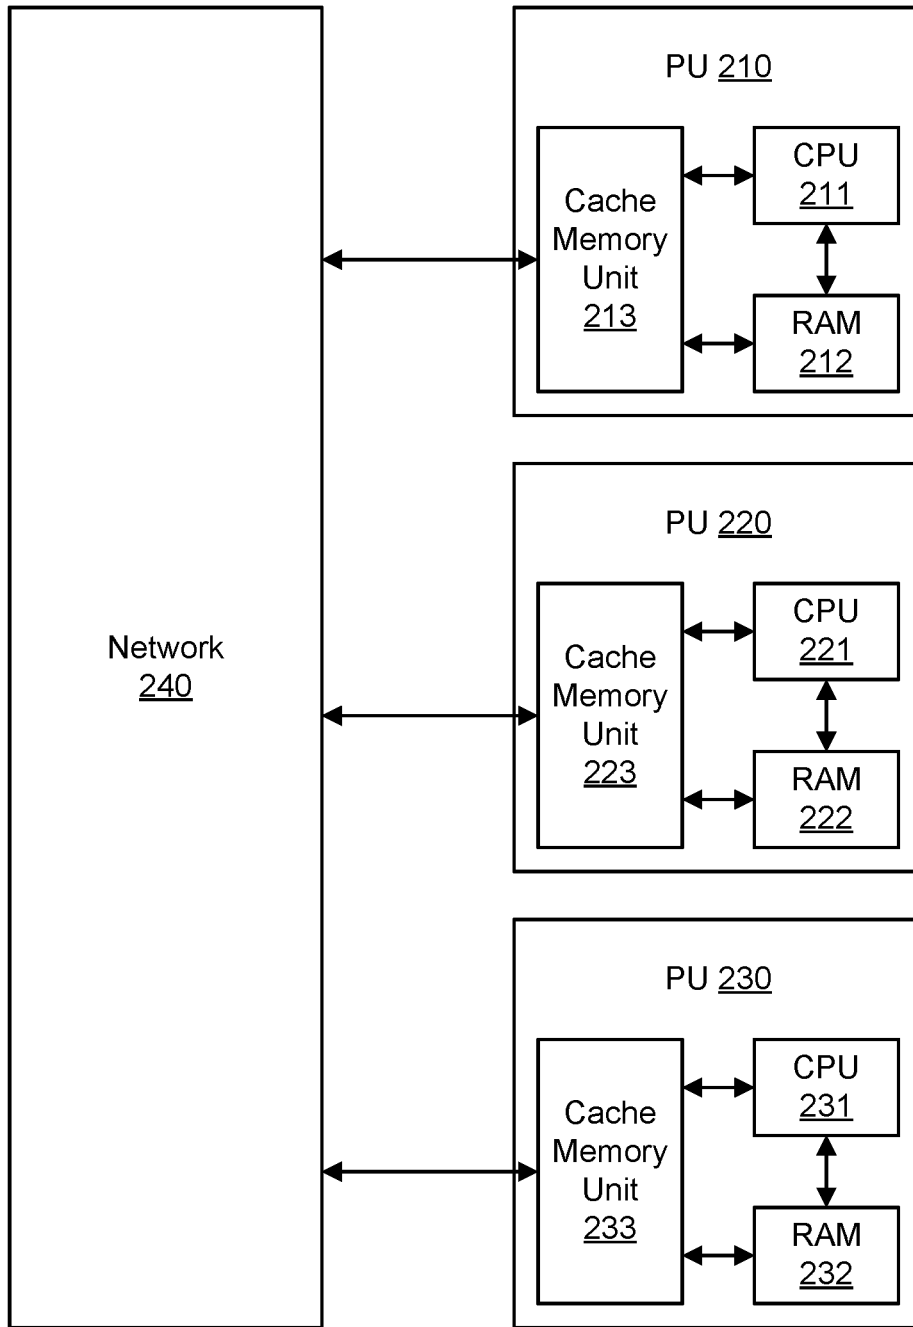 Network
240
PU 210
Cache
Memory
Unit
213
CPU
211
RAM
212
PU 220
Cache
Memory
Unit
223
CPU
221
RAM
222
PU 230
Cache
Memory
Unit
233
CPU
231
RAM
232